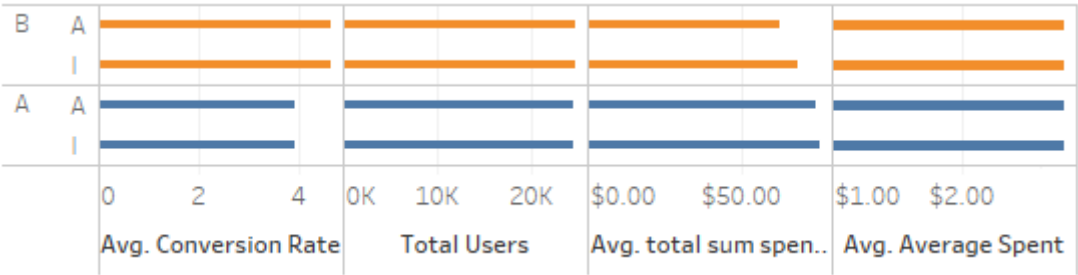 B A
I
A A
I
0 2 4 0K 10K 20K $0.00 $50.00 $1.00 $2.00
Avg. Conversion Rate Total Users Avg. total sum spen.. Avg. Average Spent